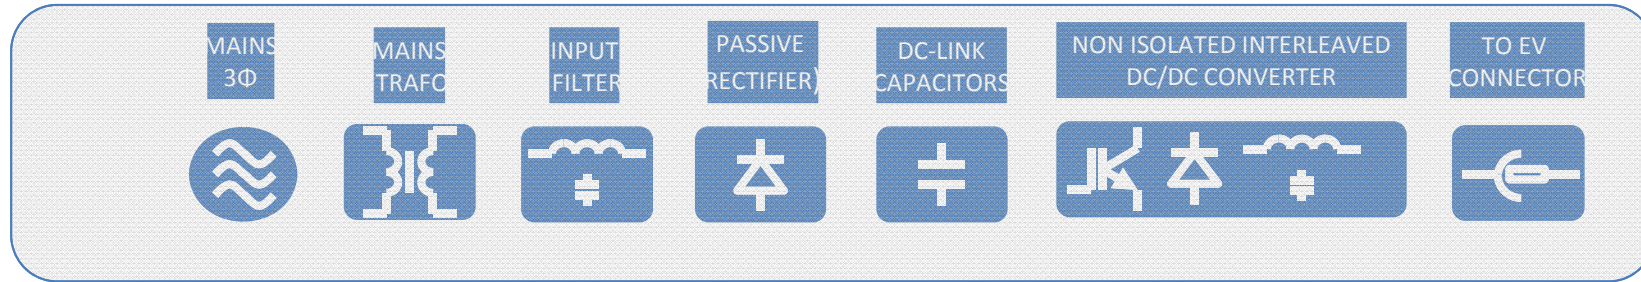 MAINS
3Φ
MAINS
TRAFO
INPUT
FILTER
PASSIVE
RECTIFIER)
DC-LINK
CAPACITORS
NON ISOLATED INTERLEAVED
DC/DC CONVERTER
TO EV
CONNECTOR